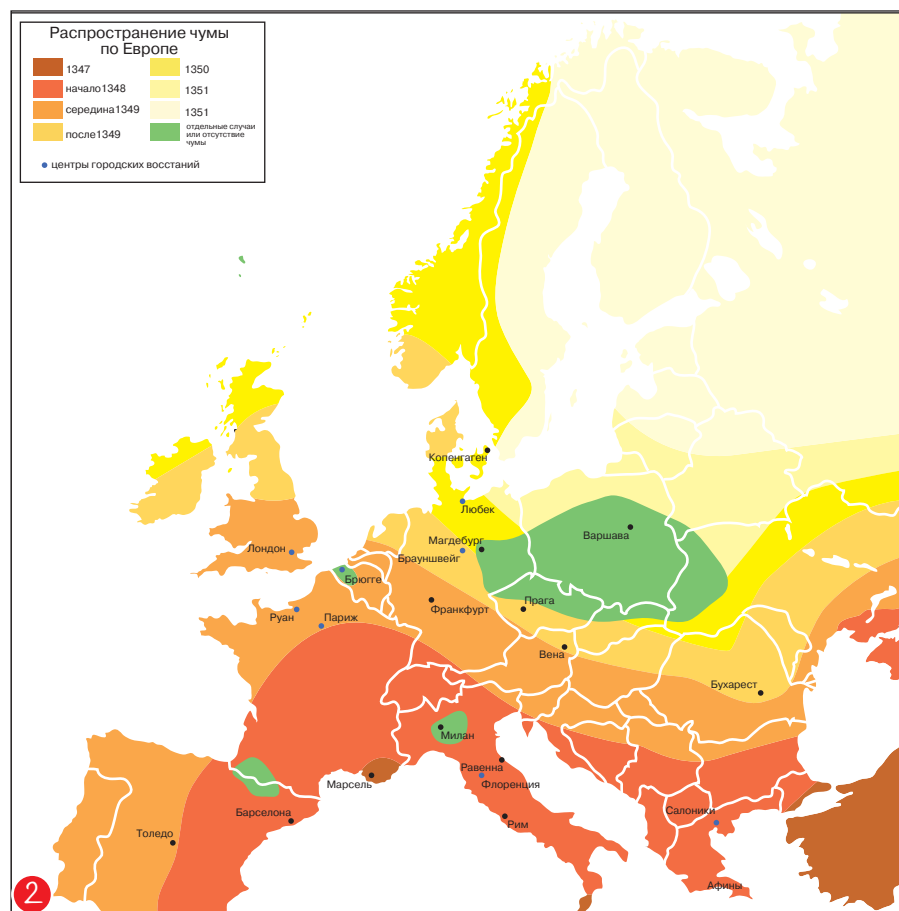 Распространение чумы
по Европе
1347
начало1348
середина1349
после1349
1350
1351
1351
отдельные случаи
или отсутствие
чумы
центры городских восстаний
Копенгаген
Любек
Магдебург
Варшава
Брауншвейг
Лондон
Брюгге
Франкфурт
Прага
Руан
Париж
Вена
Бухарест
Милан
Равенна
Марсель
Флоренция
Барселона
Рим
Салоники
Толедо
Афины
2